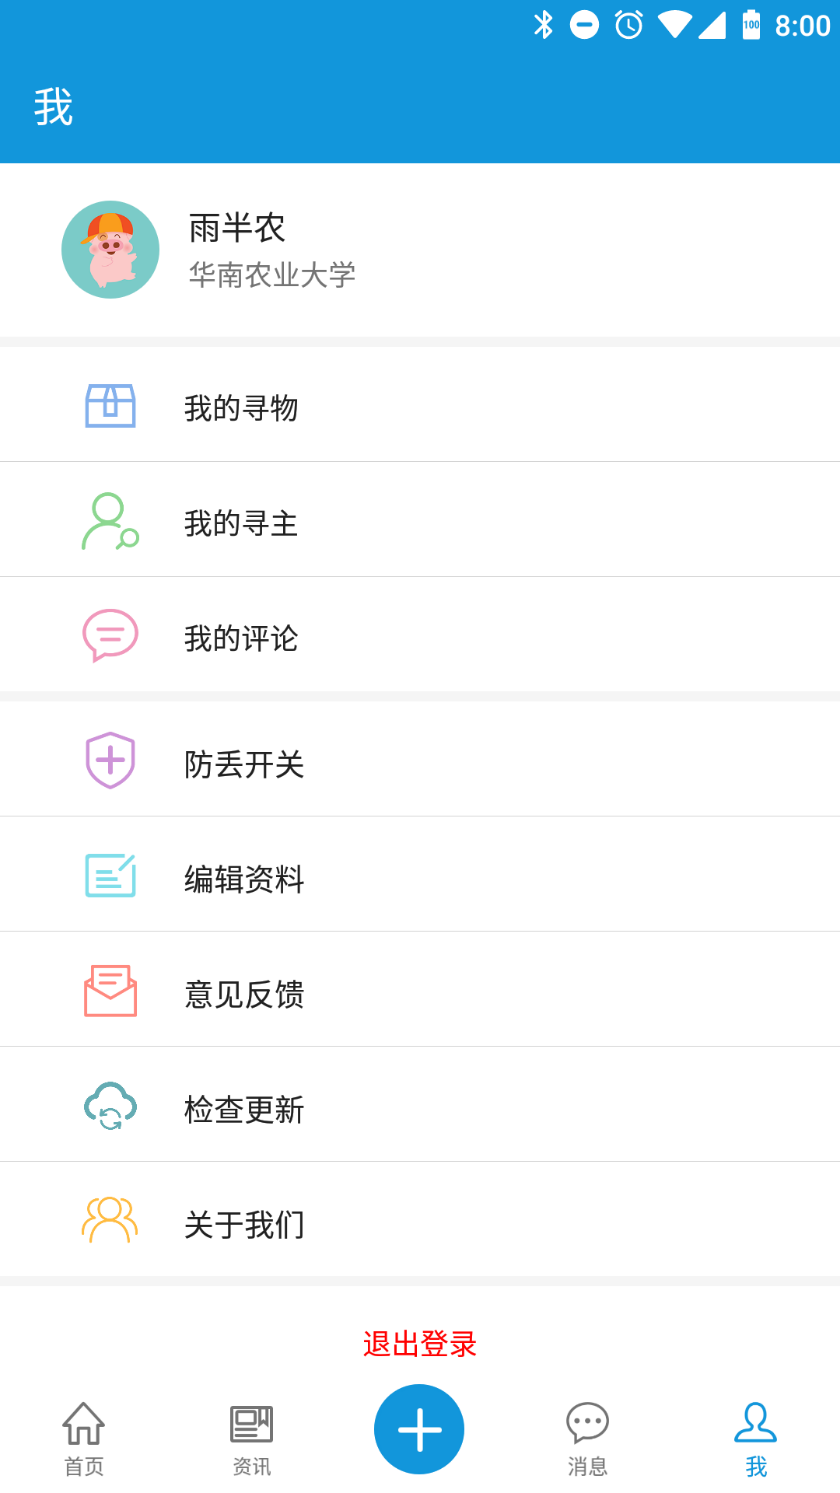 8:00
100
我
雨半农
华南农业大学
我的寻物
我的寻主
我的评论
防丢开关
编辑资料
意见反馈
检查更新
关于我们
退出登录
首页
资讯
消息
我